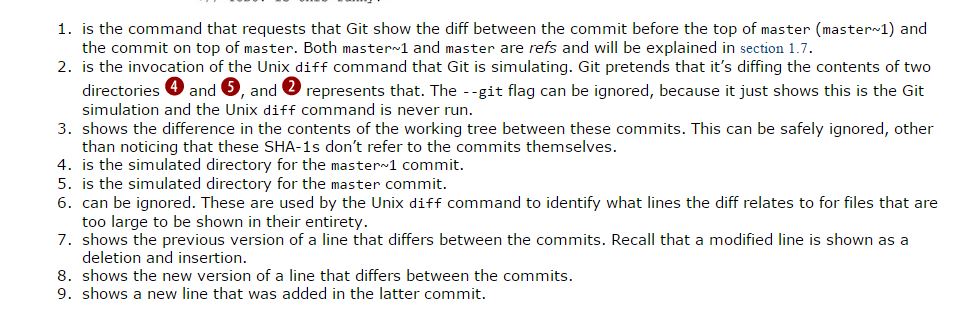 1. is the command that requests that Git show the diff between the commit before the top of master (master~1) and
the commit on top of master. Both master~1 and master are refs and will be explained in section 1.7.
2. is the invocation of the Unix diff command that Git is simulating. Git pretends that it's diffing the contents of two
directories 4 and 5, and 2 represents that. The --git flag can be ignored, because it just shows this is the Git
simulation and the Unix diff command is never run.
3. shows the difference in the contents of the working tree between these commits. This can be safely ignored, other
than noticing that these SHA-1s don't refer to the commits themselves.
4. is the simulated directory for the master~1 commit.
5. is the simulated directory for the master commit.
6. can be ignored. These are used by the Unix diff command to identify what lines the diff relates to for files that are
too large to be shown in their entirety.
7. shows the previous version of a line that differs between the commits. Recall that a modified line is shown as a
deletion and insertion.
8. shows the new version of a line that differs between the commits.
9. shows a new line that was added in the latter commit.